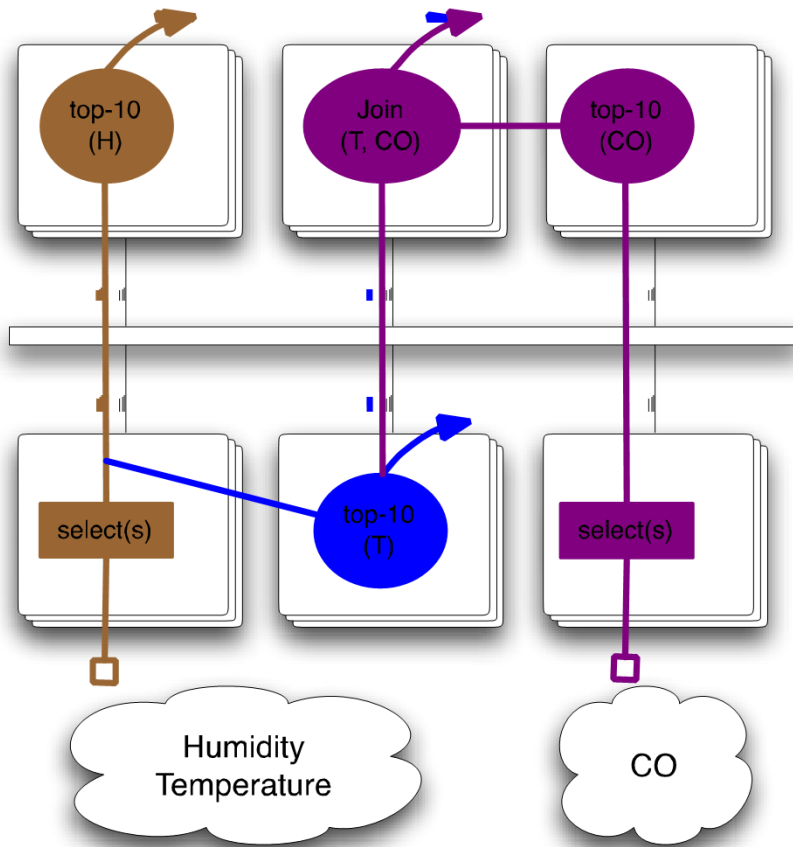 top-10
(H)
Join
(T, CO)
top-10
(CO)
select(s)
top-10
(T)
select(s)
Humidity
Temperature
CO